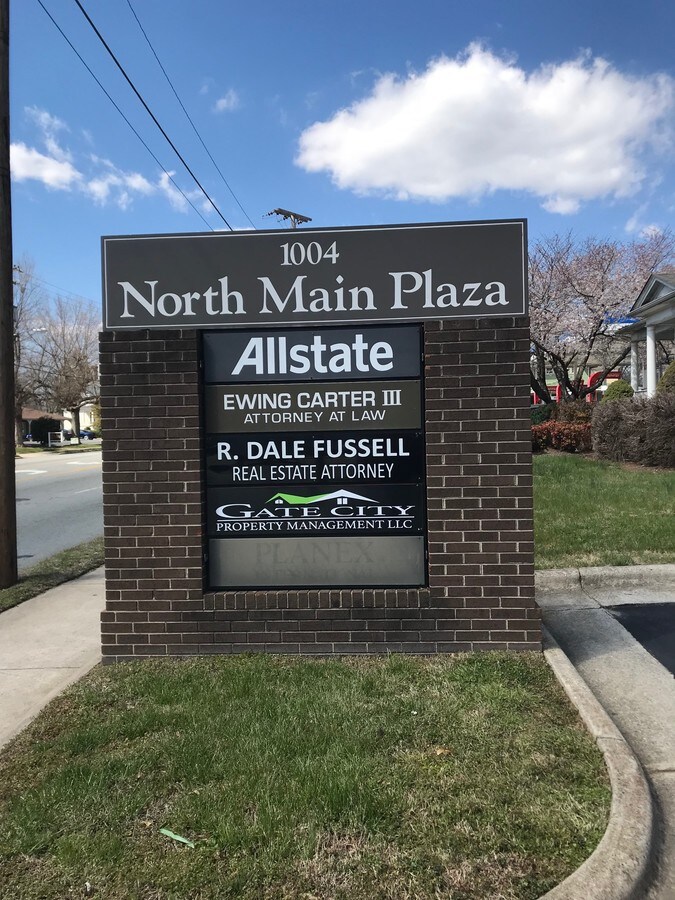 1004
North Main Plaza
Allstate
EWING CARTER III
ATTORNEY AT LAW
R. DALE FUSSELL
REAL ESTATE ATTORNEY
GATE CITY
PROPERTY MANAGEMENT LLC
PLANEX